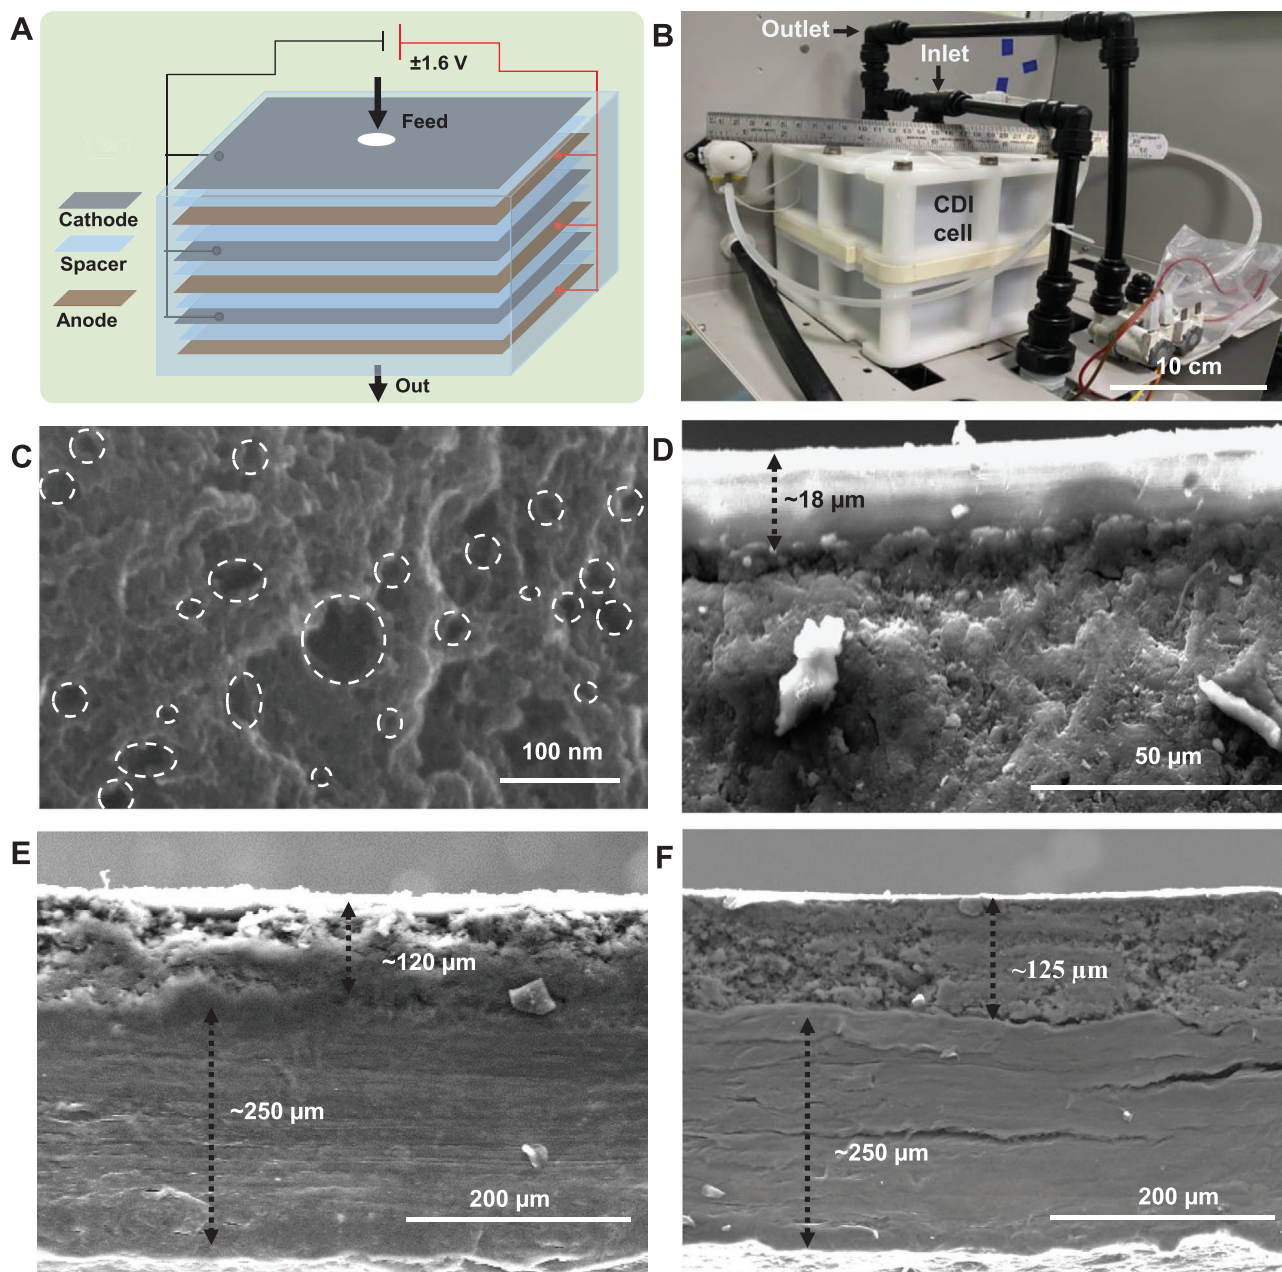 A
±1.6 V
Feed
Cathode
Spacer
Anode
Out
B
Outlet
Inlet
CDI
cell
10 cm
C
100 nm
D
~18 µm
50 µm
E
~120 µm
~250 µm
200 µm
F
~125 µm
~250 µm
200 µm